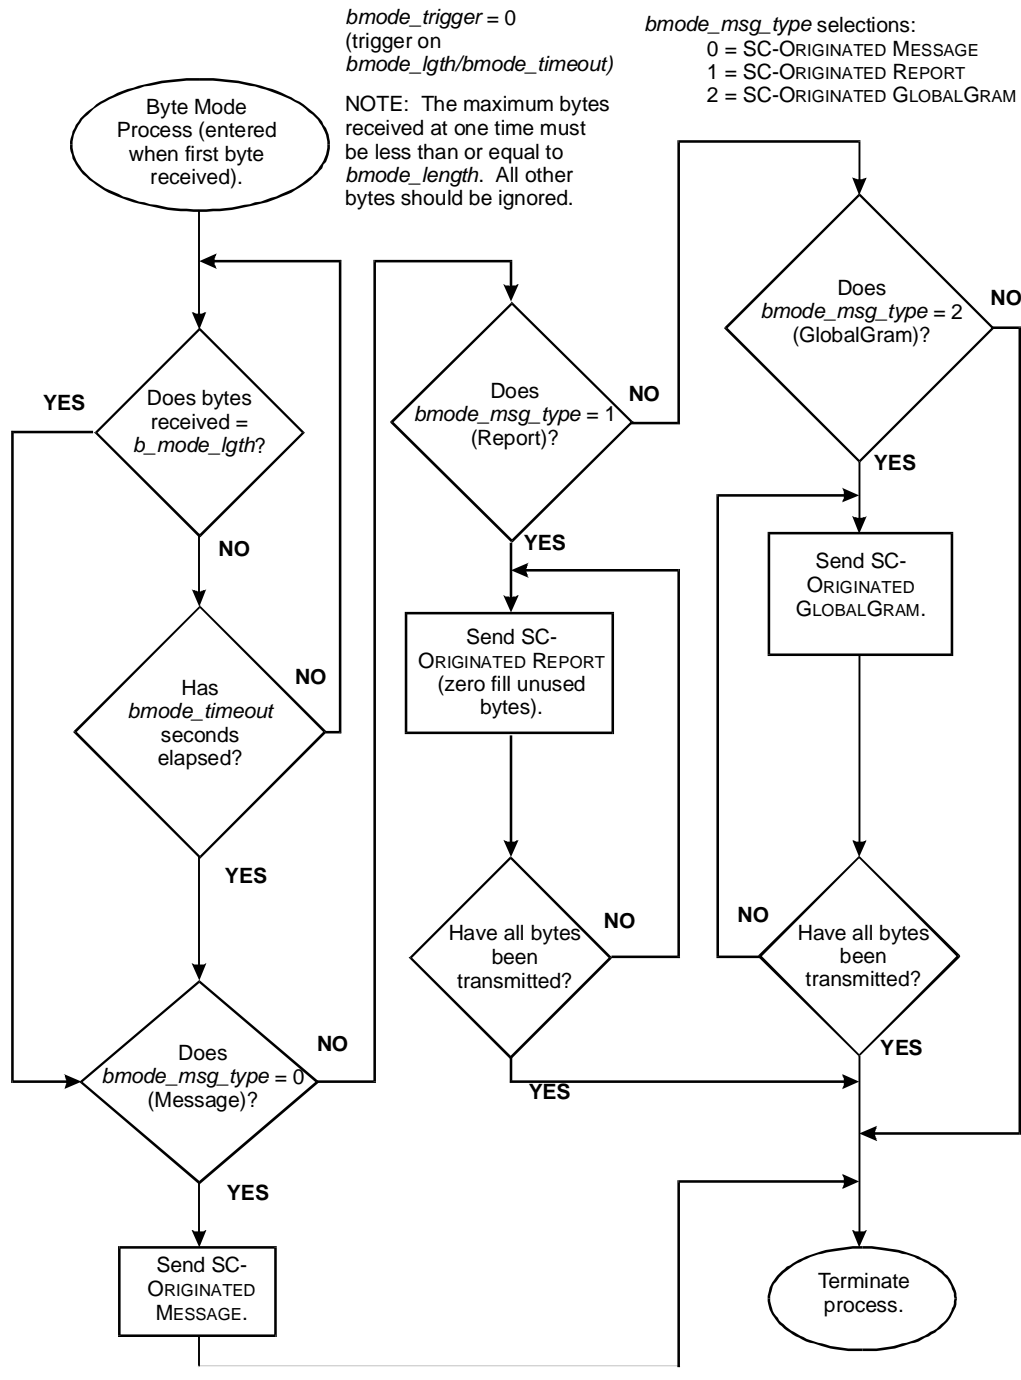 bmode_trigger = 0
(trigger on
bmode_lgth/bmode_timeout)
NOTE: The maximum bytes
received at one time must
be less than or equal to
bmode_length. All other
bytes should be ignored.
bmode_msg_type selections:
0 = SC-ORIGINATED MESSAGE
1 = SC-ORIGINATED REPORT
2 = SC-ORIGINATED GLOBALGRAM
Byte Mode
Process (entered
when first byte
received).
Does bytes
received =
b_mode_lgth?
YES
NO
Has
bmode_timeout
seconds
elapsed?
NO
YES
Does
bmode_msg_type = 0
(Message)?
NO
YES
Send SC-
ORIGINATED
MESSAGE.
Does
bmode_msg_type = 1
(Report)?
NO
YES
Send SC-
ORIGINATED REPORT
(zero fill unused
bytes).
Have all bytes
been
transmitted?
NO
YES
Does
bmode_msg_type = 2
(GlobalGram)?
NO
YES
Send SC-
ORIGINATED
GLOBALGRAM.
Have all bytes
been
transmitted?
NO
YES
Terminate
process.